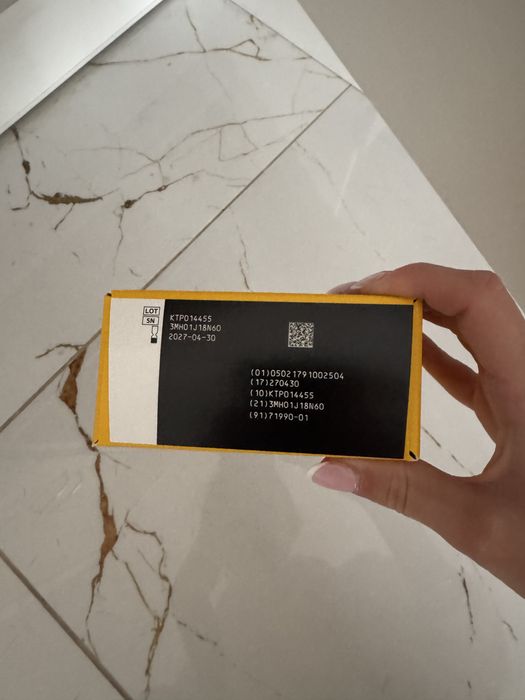 LOT
SN
KTP014455
3MH01J18N60
2027-04-30
(01)05021791002504
(17)270430
(10)KTP014455
(21)3MH01J18N60
(91)71990-01